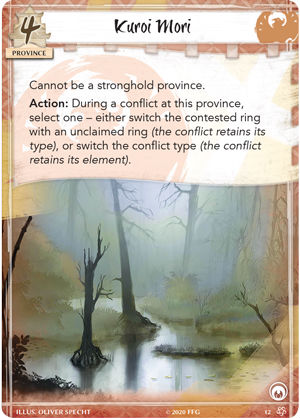 Kuroi Mori
4
PROVINCE
Cannot be a stronghold province.
Action: During a conflict at this province,
select one – either switch the contested ring
with an unclaimed ring (the conflict retains its
type), or switch the conflict type (the conflict
retains its element).
ILLUS. OLIVER SPECHT
© 2020 FFG
12